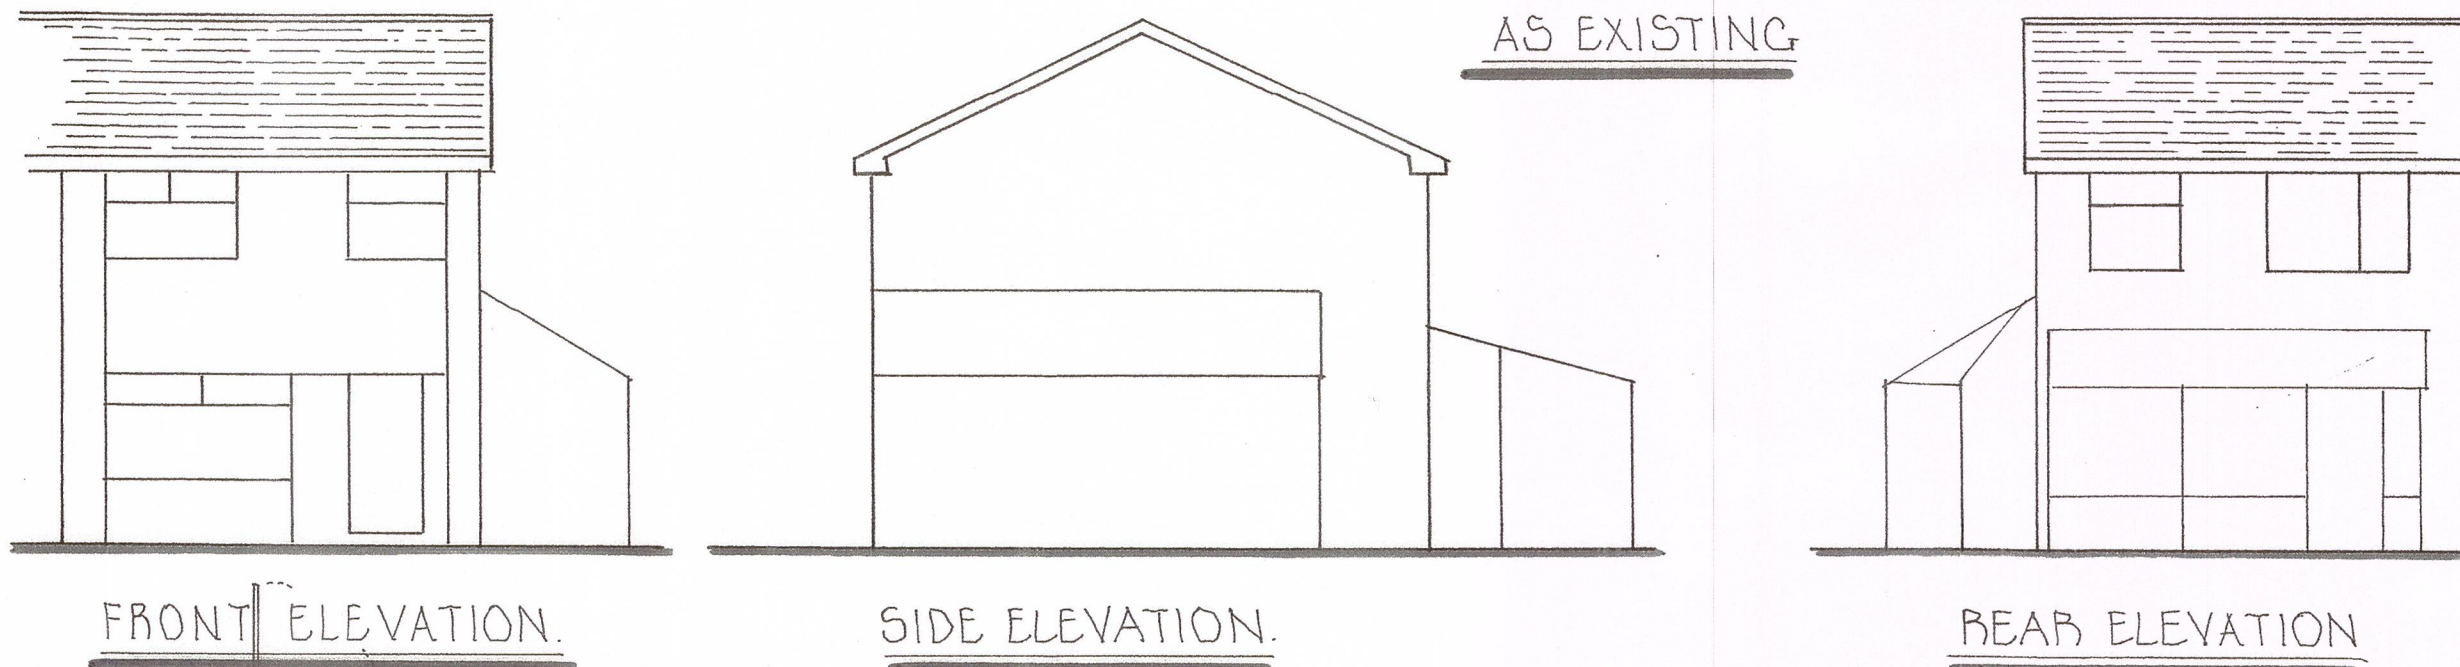 AS EXISTING
FRONT ELEVATION.
SIDE ELEVATION.
REAR ELEVATION